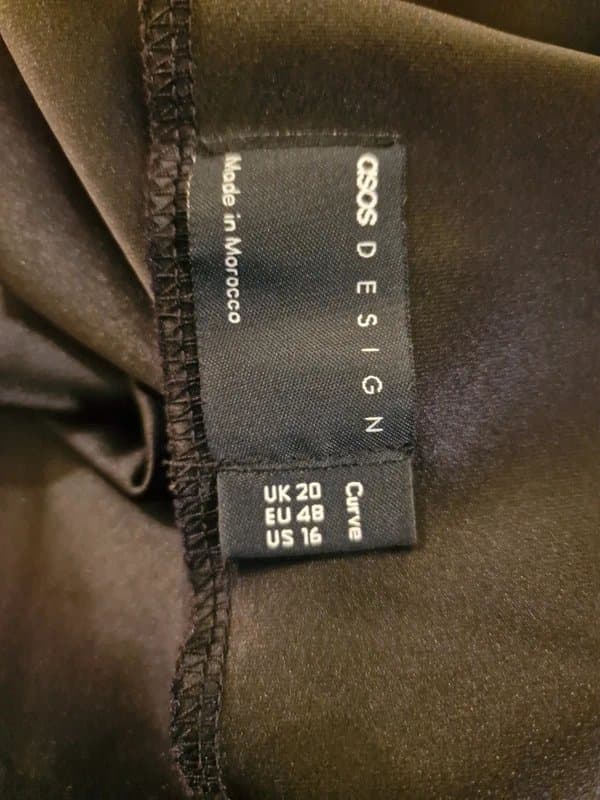 asos DESIGN
Made in Morocco
Curve
UK 20
EU 48
US 16